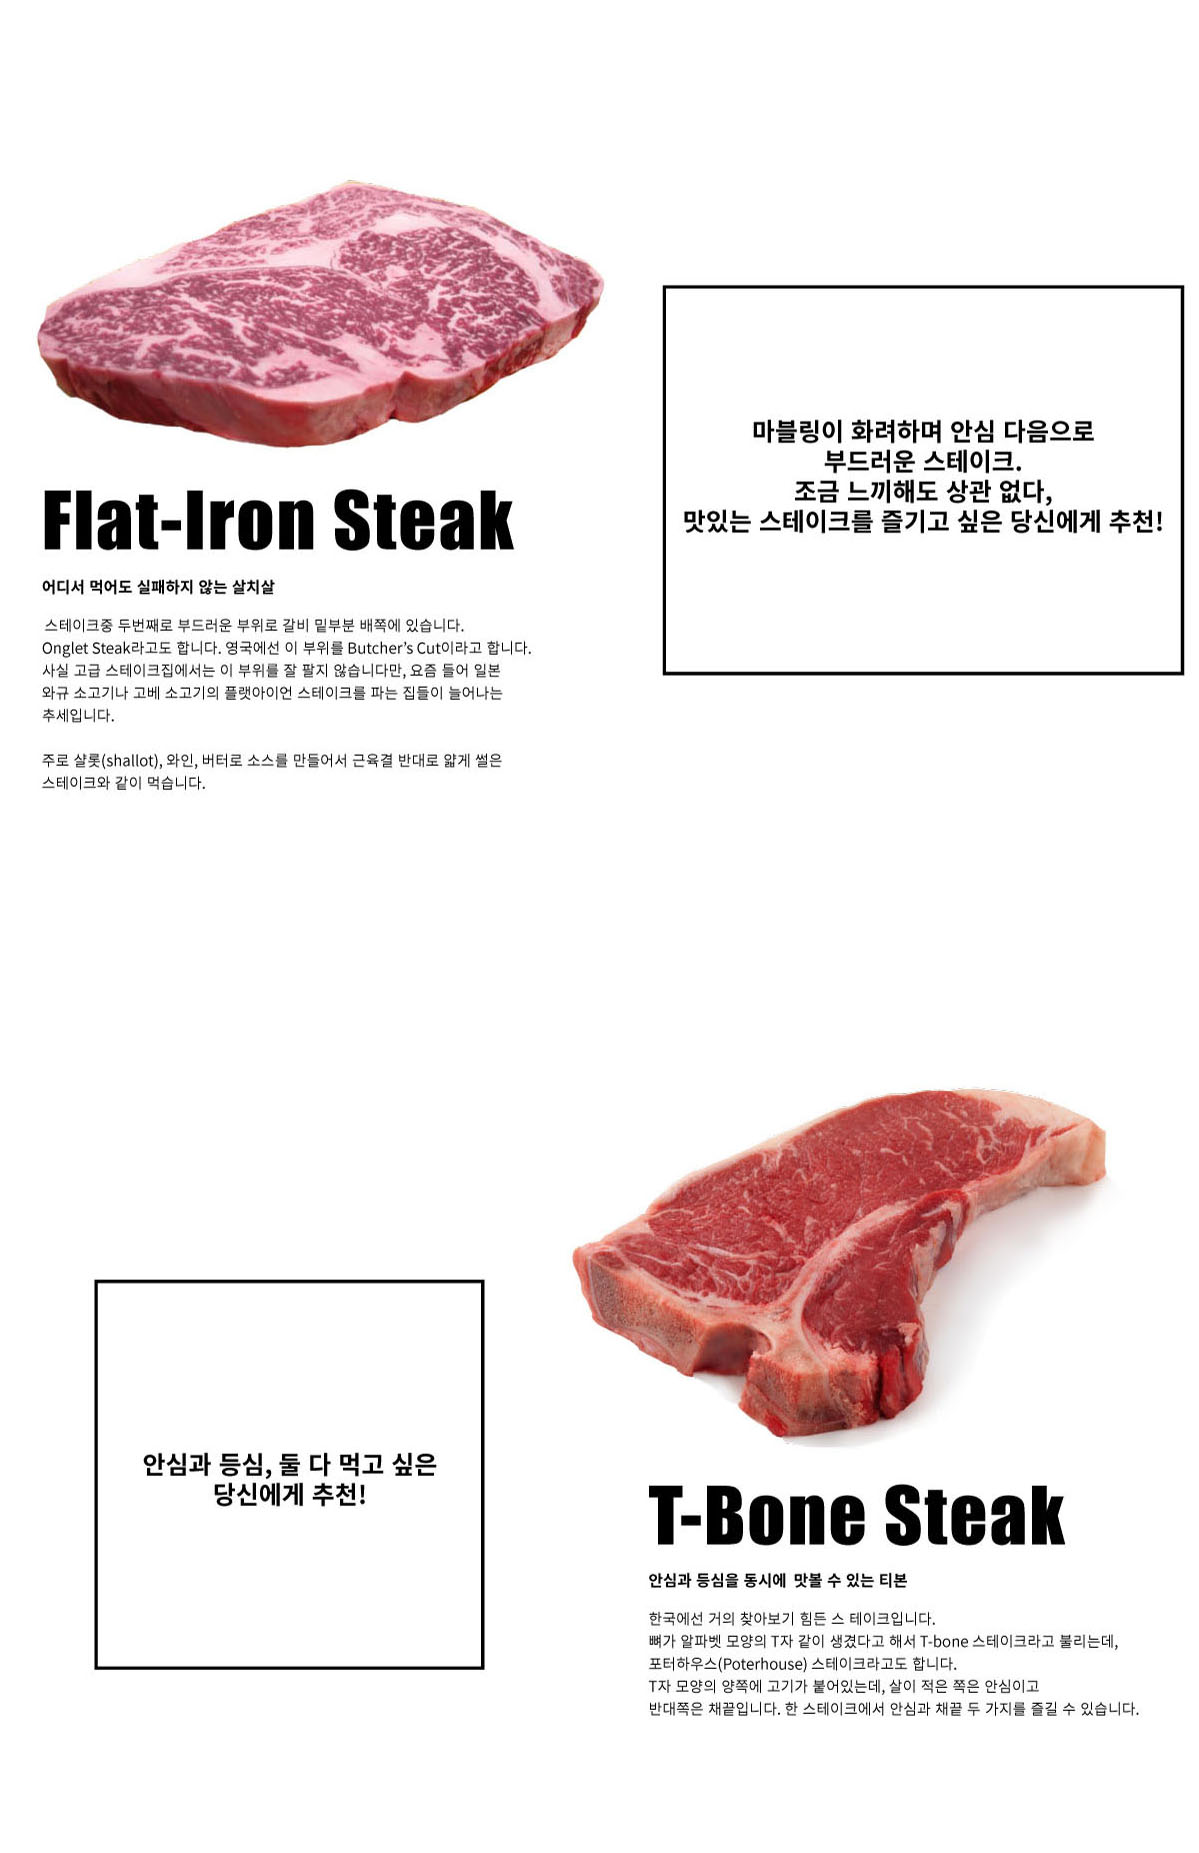 Flat-Iron Steak
어디서 먹어도 실패하지 않는 살치살
스테이크중 두번째로 부드러운 부위로 갈비 밑부분 배쪽에 있습니다.
Onglet Steak라고도 합니다. 영국에선 이 부위를 Butcher’s Cut이라고 합니다.
사실 고급 스테이크집에서는 이 부위를 잘 팔지 않습니다만, 요즘 들어 일본
와규 소고기나 고베 소고기의 플랫아이언 스테이크를 파는 집들이 늘어나는
추세입니다.
주로 샬롯(shallot), 와인, 버터로 소스를 만들어서 근육결 반대로 얇게 썰은
스테이크와 같이 먹습니다.
마블링이 화려하며 안심 다음으로
부드러운 스테이크.
조금 느끼해도 상관 없다,
맛있는 스테이크를 즐기고 싶은 당신에게 추천!
안심과 등심, 둘 다 먹고 싶은
당신에게 추천!
T-Bone Steak
안심과 등심을 동시에 맛볼 수 있는 티본
한국에선 거의 찾아보기 힘든 스 테이크입니다.
뼈가 알파벳 모양의 T자 같이 생겼다고 해서 T-bone 스테이크라고 불리는데,
포터하우스(Poterhouse) 스테이크라고도 합니다.
T자 모양의 양쪽에 고기가 붙어있는데, 살이 적은 쪽은 안심이고
반대쪽은 채끝입니다. 한 스테이크에서 안심과 채끝 두 가지를 즐길 수 있습니다.